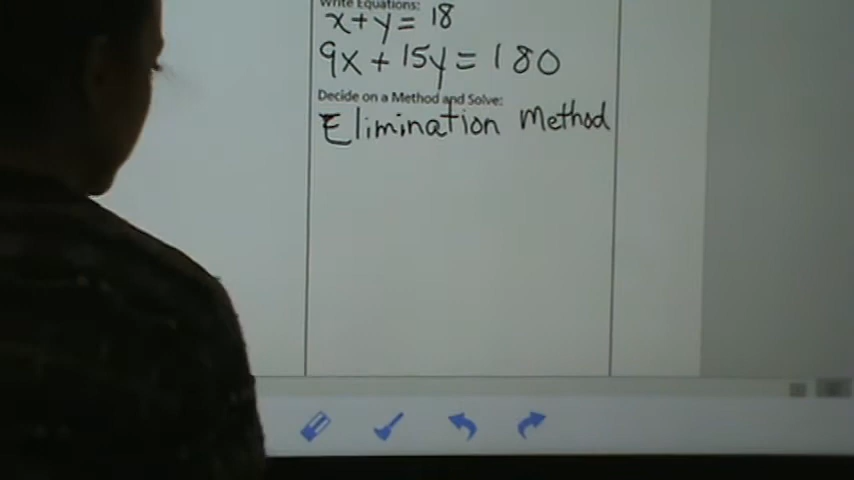 Write Equations:
x+y= 18
9x + 15y = 180
Decide on a Method and Solve:
Elimination Method